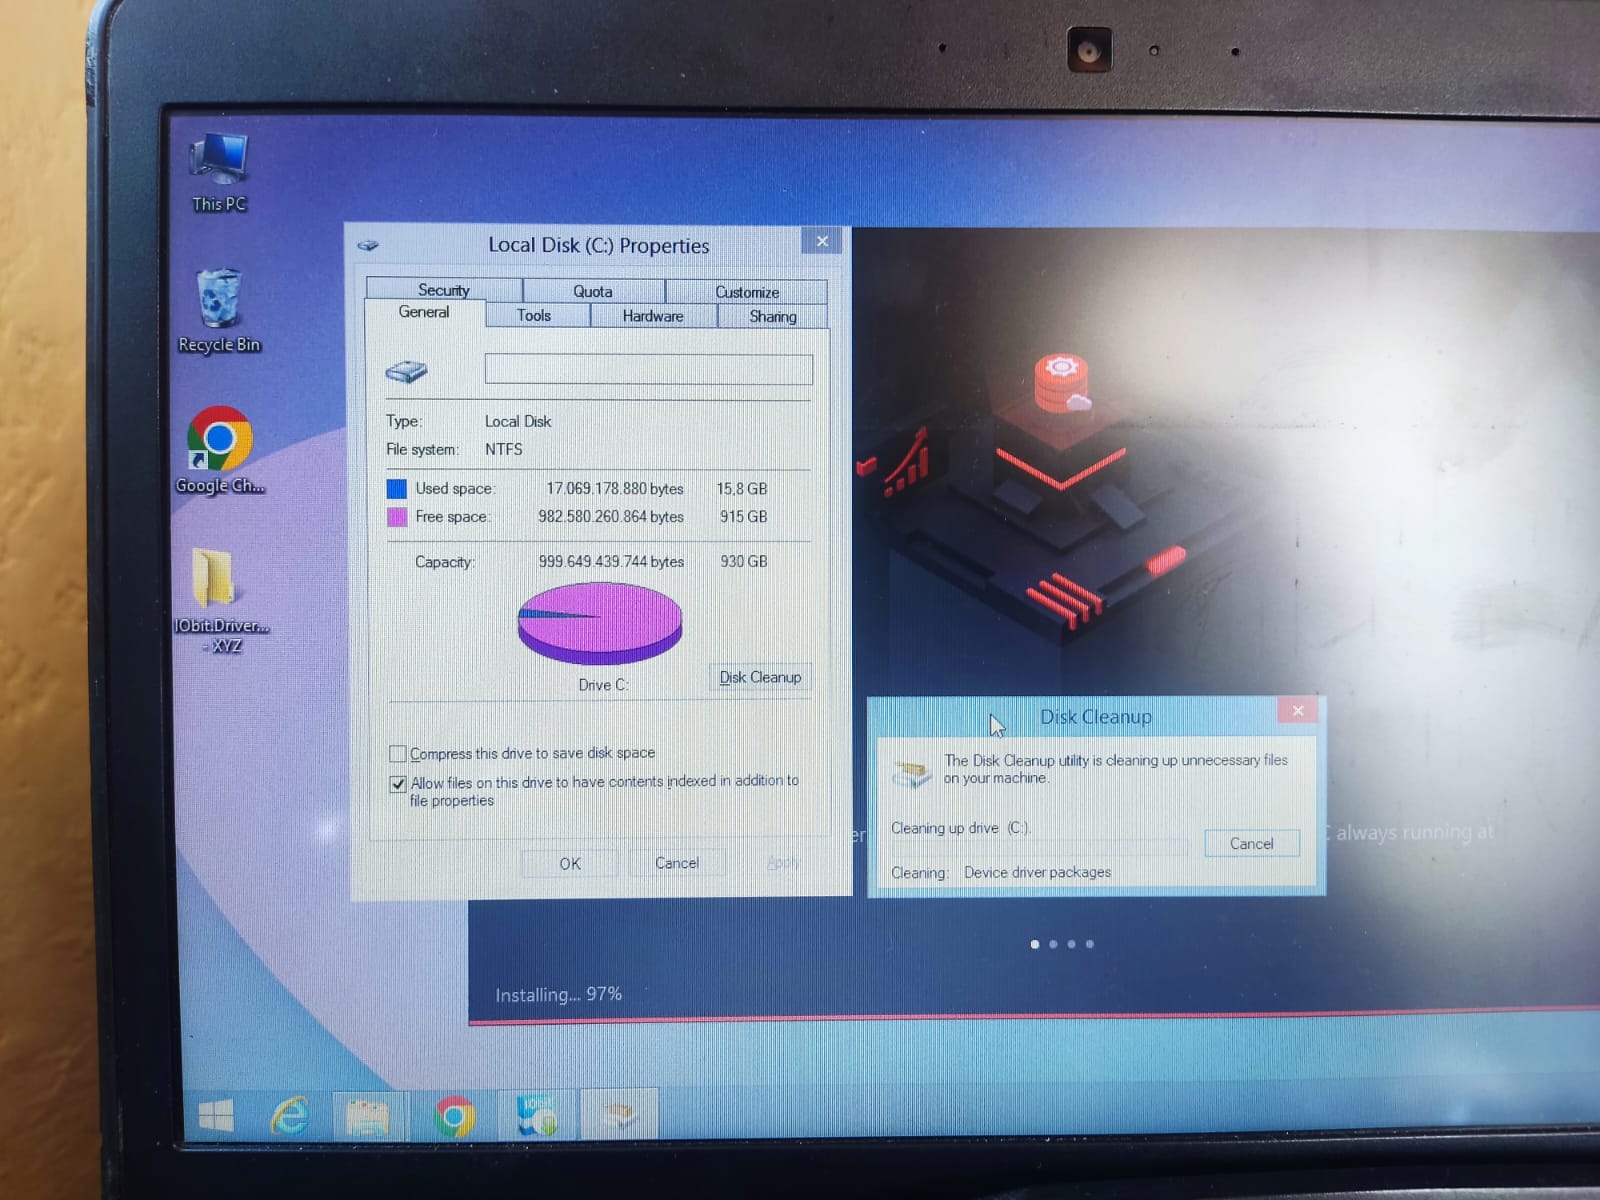 This PC
Recycle Bin
Google Ch...
IObit.Driver...
- XYZ
Local Disk (C:) Properties
Security
Quota
Customize
General
Tools
Hardware
Sharing
Type: Local Disk
File system: NTFS
Used space: 17.069.178.880 bytes 15,8 GB
Free space: 982.580.260.864 bytes 915 GB
Capacity: 999.649.439.744 bytes 930 GB
Drive C:
Disk Cleanup
Compress this drive to save disk space
Allow files on this drive to have contents indexed in addition to
file properties
OK
Cancel
Apply
Disk Cleanup
The Disk Cleanup utility is cleaning up unnecessary files
on your machine.
Cleaning up drive (C:).
Cancel
Cleaning: Device driver packages
always running at
Installing... 97%